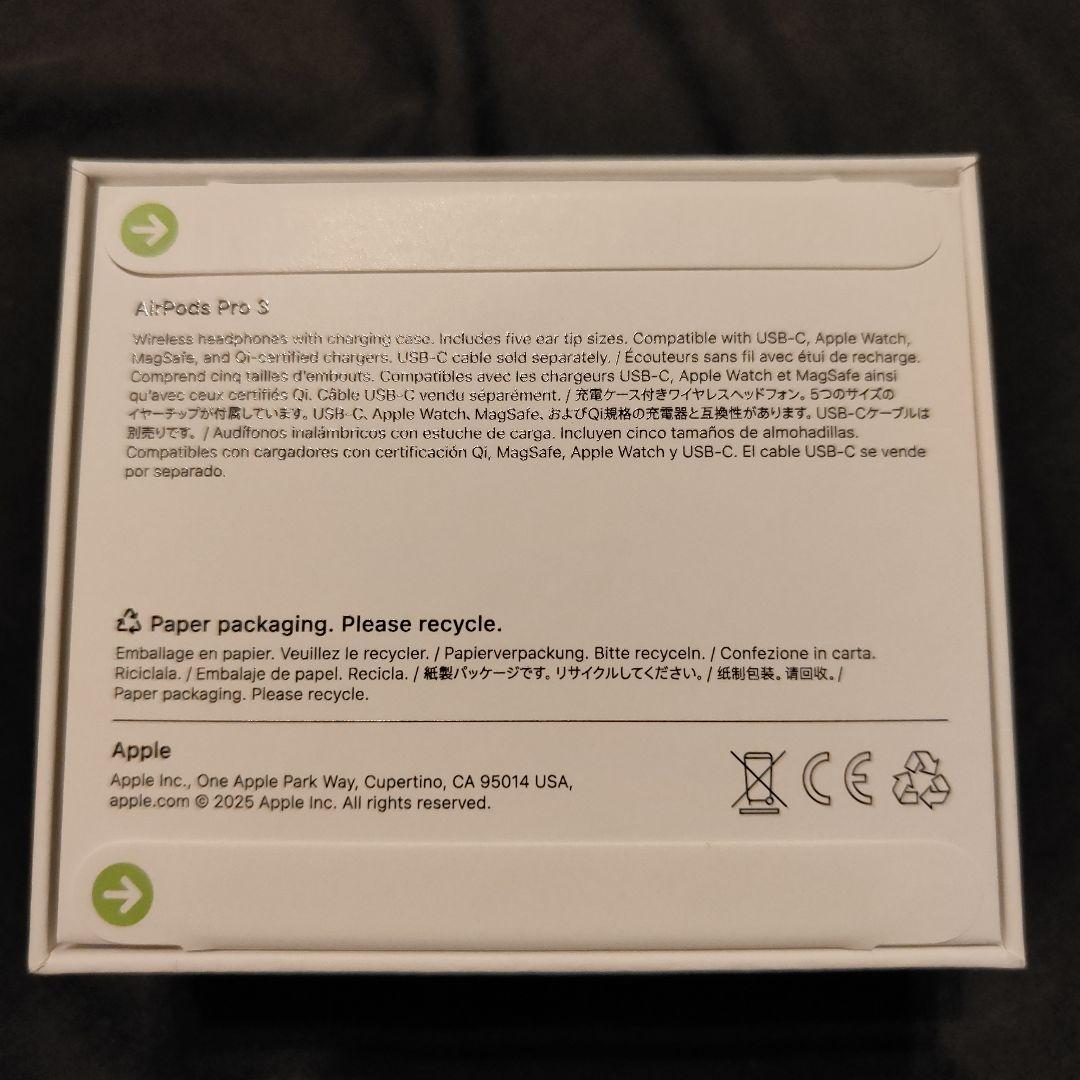 AirPods Pro 3
Wireless headphones with charging case. Includes five ear tip sizes. Compatible with USB-C, Apple Watch,
MagSafe, and Qi-certified chargers. USB-C cable sold separately. / Écouteurs sans fil avec étui de recharge.
Comprend cinq tailles d'embouts. Compatibles avec les chargeurs USB-C, Apple Watch et MagSafe ainsi
qu'avec ceux certifiés Qi. Câble USB-C vendu séparément. / 充電ケース付きワイヤレスヘッドフォン。5つのサイズの
イヤーチップが付属しています。USB-C、Apple Watch、MagSafe、およびQi規格の充電器と互換性があります。USB-Cケーブルは
別売りです。 / Audífonos inalámbricos con estuche de carga. Incluyen cinco tamaños de almohadillas.
Compatibles con cargadores con certificación Qi, MagSafe, Apple Watch y USB-C. El cable USB-C se vende
por separado.
Paper packaging. Please recycle.
Emballage en papier. Veuillez le recycler. / Papierverpackung. Bitte recyceln. / Confezione in carta.
Riciclala. / Embalaje de papel. Recicla. / 紙製パッケージです。リサイクルしてください。 / 纸制包装。请回收。 /
Paper packaging. Please recycle.
Apple
Apple Inc., One Apple Park Way, Cupertino, CA 95014 USA,
apple.com © 2025 Apple Inc. All rights reserved.
CE